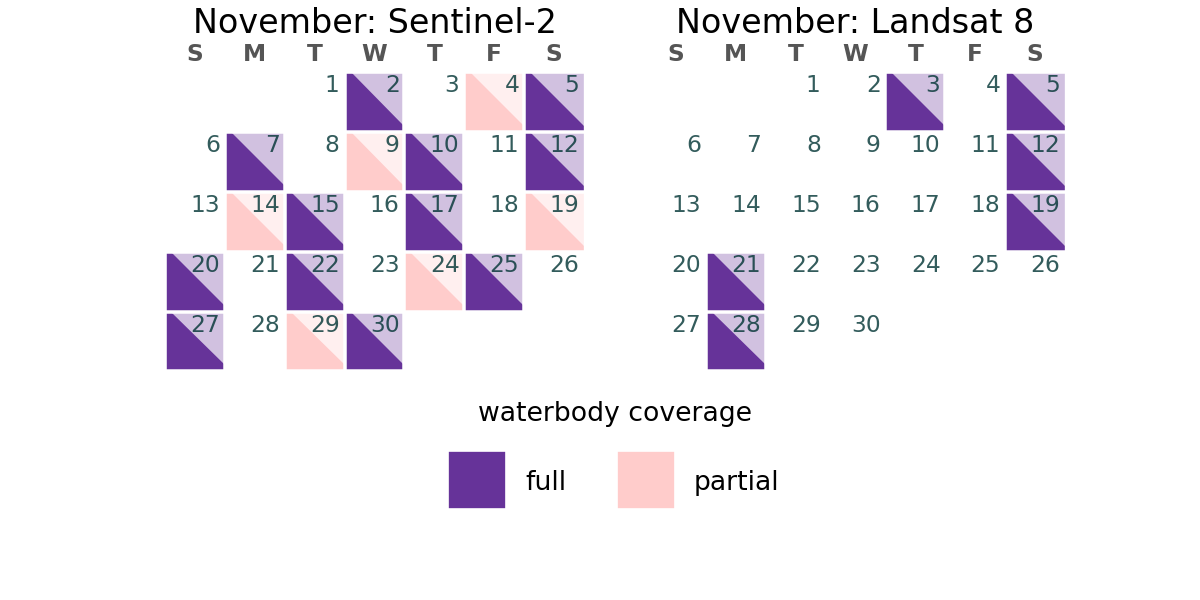 November: Sentinel-2
S M T W T F S
1 2 3 4 5
6 7 8 9 10 11 12
13 14 15 16 17 18 19
20 21 22 23 24 25 26
27 28 29 30
November: Landsat 8
S M T W T F S
1 2 3 4 5
6 7 8 9 10 11 12
13 14 15 16 17 18 19
20 21 22 23 24 25 26
27 28 29 30
waterbody coverage
full
partial